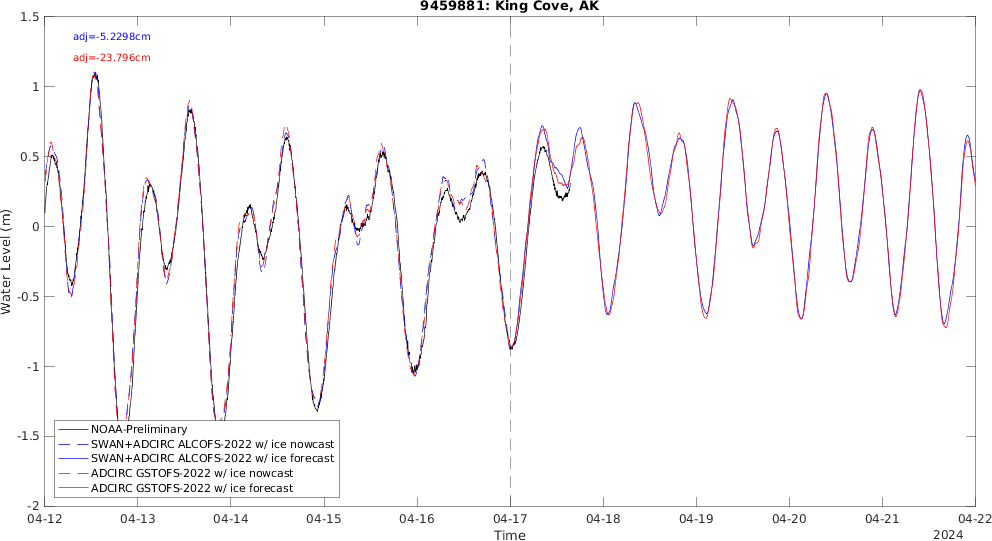 9459881: King Cove, AK
adj=-5.2298cm
adj=-23.796cm
Water Level (m)
1.5
1
0.5
0
-0.5
-1
-1.5
-2
NOAA-Preliminary
SWAN+ADCIRC ALCOFS-2022 w/ ice nowcast
SWAN+ADCIRC ALCOFS-2022 w/ ice forecast
ADCIRC GSTOFS-2022 w/ ice nowcast
ADCIRC GSTOFS-2022 w/ ice forecast
04-12 04-13 04-14 04-15 04-16 04-17 04-18 04-19 04-20 04-21 04-22
Time
2024